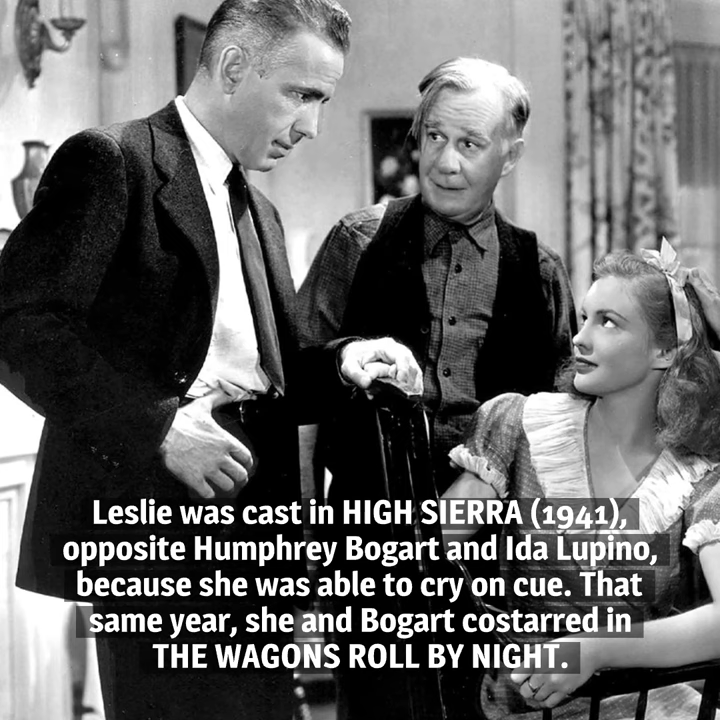 Leslie was cast in HIGH SIERRA (1941),
opposite Humphrey Bogart and Ida Lupino,
because she was able to cry on cue. That
same year, she and Bogart costarred in
THE WAGONS ROLL BY NIGHT.